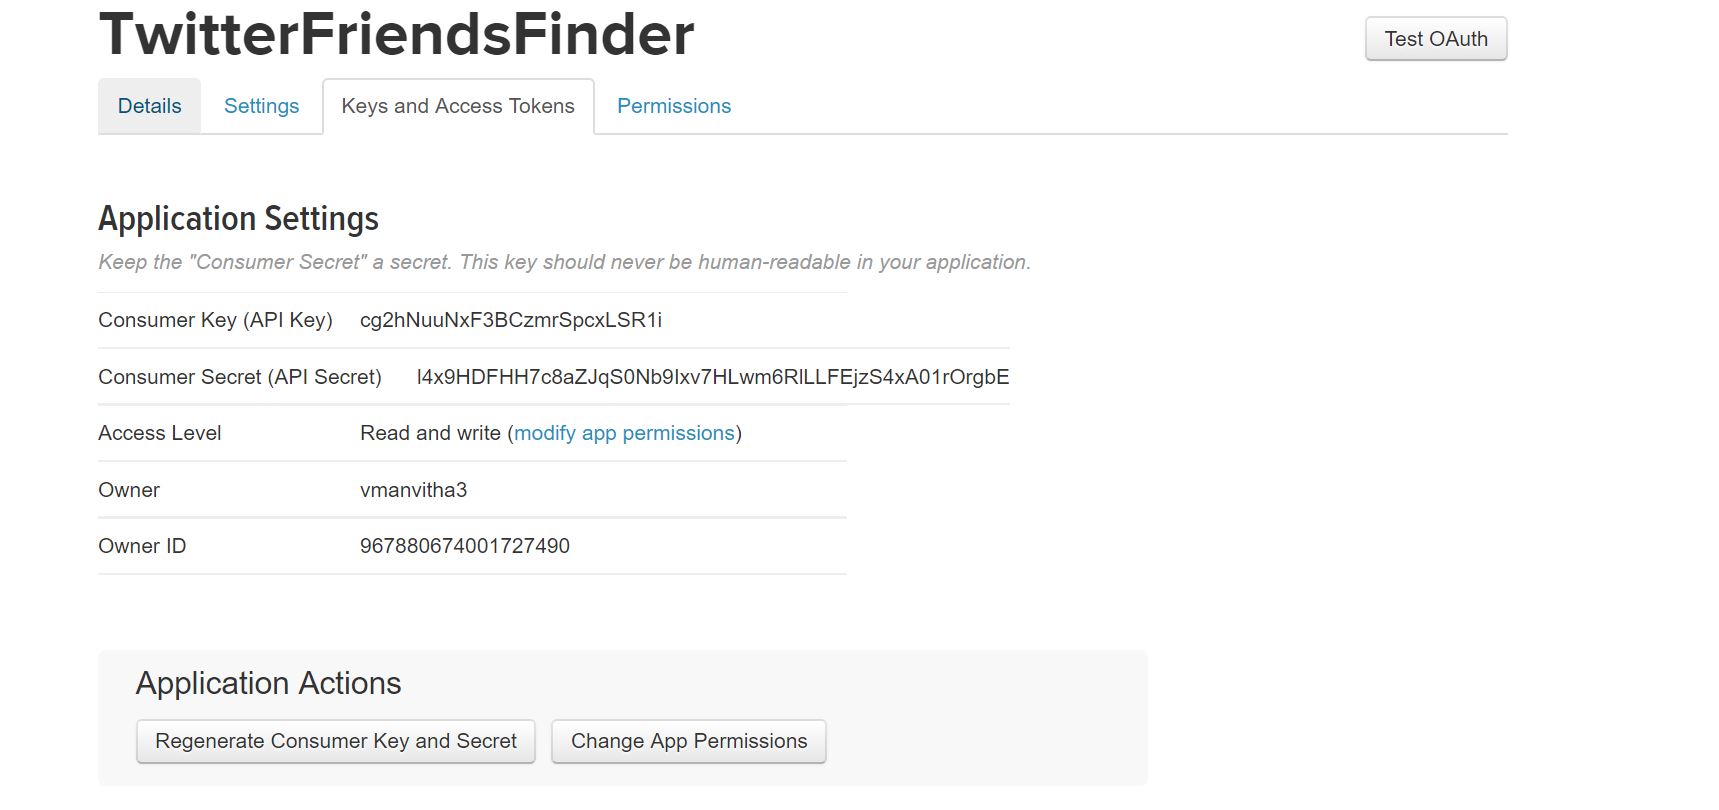 TwitterFriendsFinder
Test OAuth
Details Settings Keys and Access Tokens Permissions
Application Settings
Keep the "Consumer Secret" a secret. This key should never be human-readable in your application.
Consumer Key (API Key) cg2hNuuNxF3BCzmrSpcxLSR1i
Consumer Secret (API Secret)
Access Level Read and write (modify app permissions)
Owner vmanvitha3
Owner ID 967880674001727490
Application Actions
Regenerate Consumer Key and Secret Change App Permissions